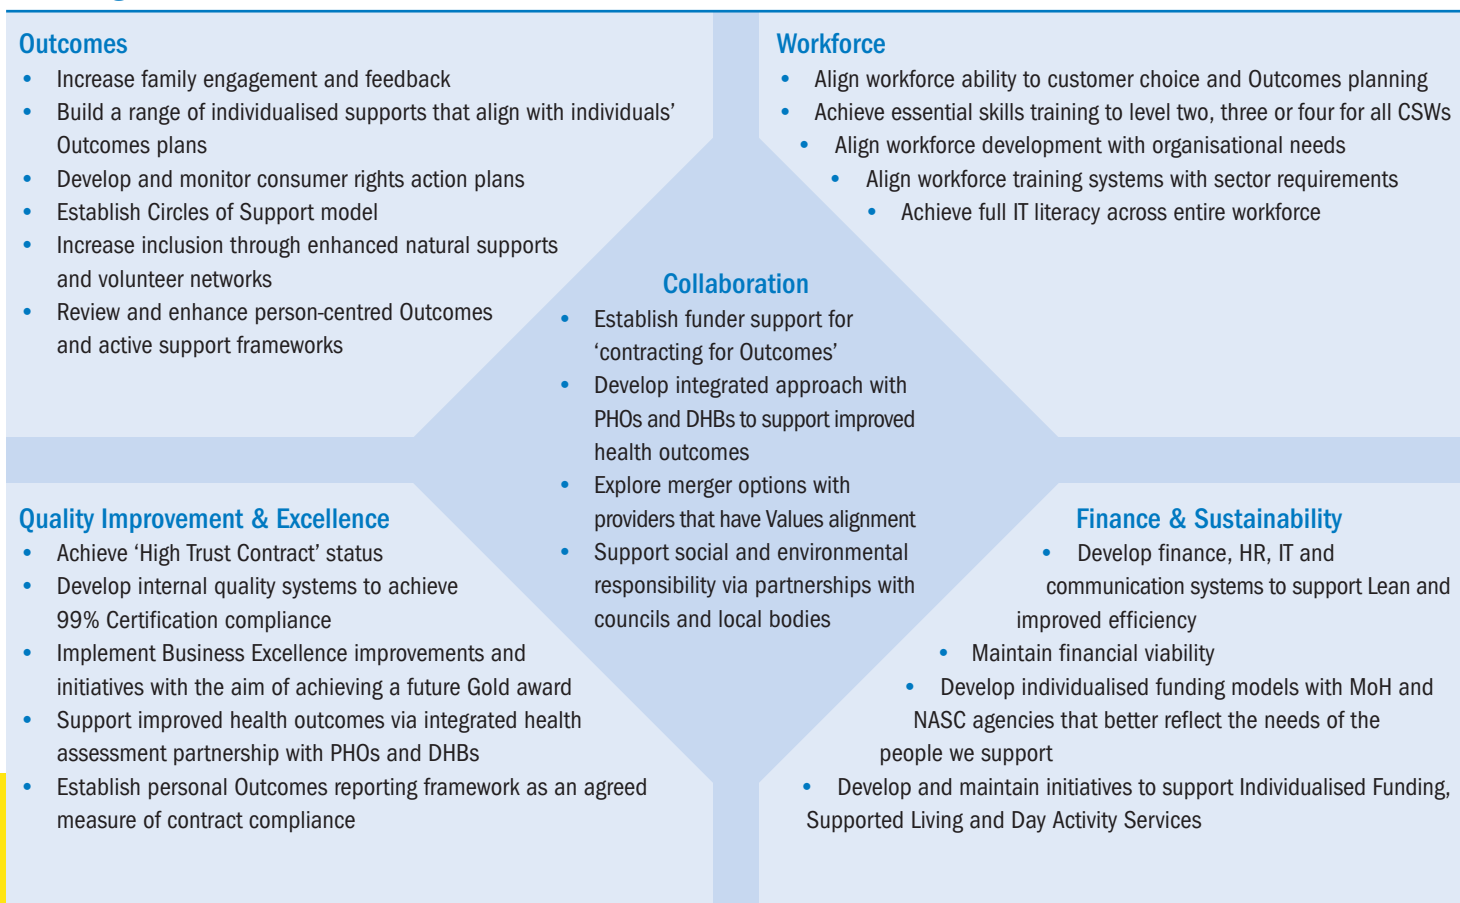 Outcomes
• Increase family engagement and feedback
• Build a range of individualised supports that align with individuals’
Outcomes plans
• Develop and monitor consumer rights action plans
• Establish Circles of Support model
• Increase inclusion through enhanced natural supports
and volunteer networks
• Review and enhance person-centred Outcomes
and active support frameworks
Workforce
• Align workforce ability to customer choice and Outcomes planning
• Achieve essential skills training to level two, three or four for all CSWs
• Align workforce development with organisational needs
• Align workforce training systems with sector requirements
• Achieve full IT literacy across entire workforce
Collaboration
• Establish funder support for
‘contracting for Outcomes’
• Develop integrated approach with
PHOs and DHBs to support improved
health outcomes
• Explore merger options with
providers that have Values alignment
• Support social and environmental
responsibility via partnerships with
councils and local bodies
Quality Improvement & Excellence
• Achieve ‘High Trust Contract’ status
• Develop internal quality systems to achieve
99% Certification compliance
• Implement Business Excellence improvements and
initiatives with the aim of achieving a future Gold award
• Support improved health outcomes via integrated health
assessment partnership with PHOs and DHBs
• Establish personal Outcomes reporting framework as an agreed
measure of contract compliance
Finance & Sustainability
• Develop finance, HR, IT and
communication systems to support Lean and
improved efficiency
• Maintain financial viability
• Develop individualised funding models with MoH and
NASC agencies that better reflect the needs of the
people we support
• Develop and maintain initiatives to support Individualised Funding,
Supported Living and Day Activity Services